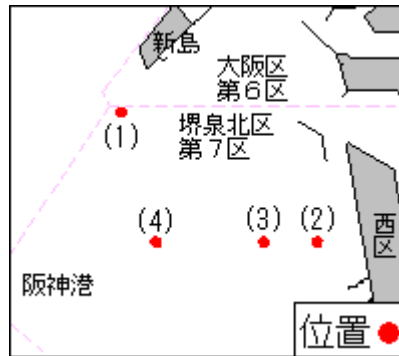 新島
大阪区
第6区
堺泉北区
第7区
(1)
(4)
(3)
(2)
西区
阪神港
位置